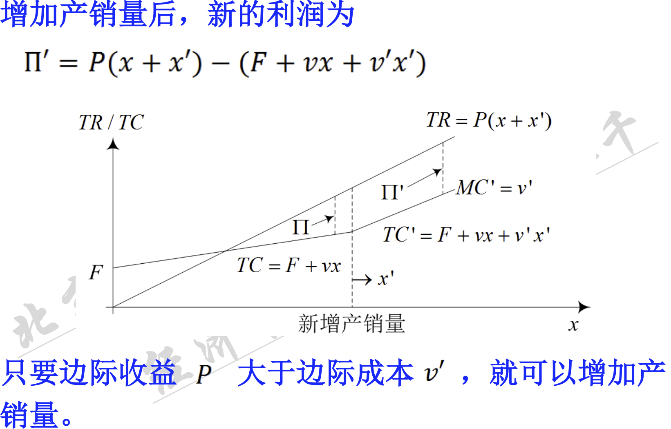 增加产销量后，新的利润为
Π′ = P(x + x′) − (F + vx + v′x′)
TR / TC
TR = P(x + x')
Π'
MC' = v'
Π
TC' = F + vx + v' x'
F
TC = F + vx
x'
新增产销量
x
只要边际收益 P 大于边际成本 v′ ，就可以增加产
销量。